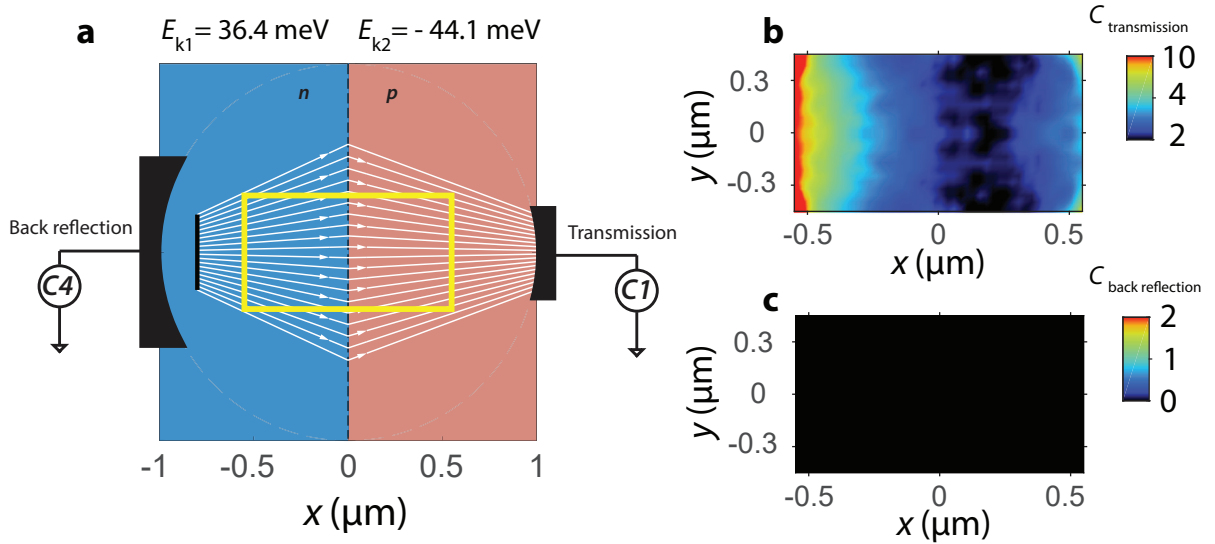 a
E_k1 = 36.4 meV
E_k2 = - 44.1 meV
n
p
Back reflection
C4
Transmission
C1
-1
-0.5
0
0.5
1
x (μm)
b
C_transmission
10
4
2
0.3
0
-0.3
y (μm)
-0.5
0
0.5
x (μm)
c
C_back reflection
2
1
0
0.3
0
-0.3
y (μm)
-0.5
0
0.5
x (μm)